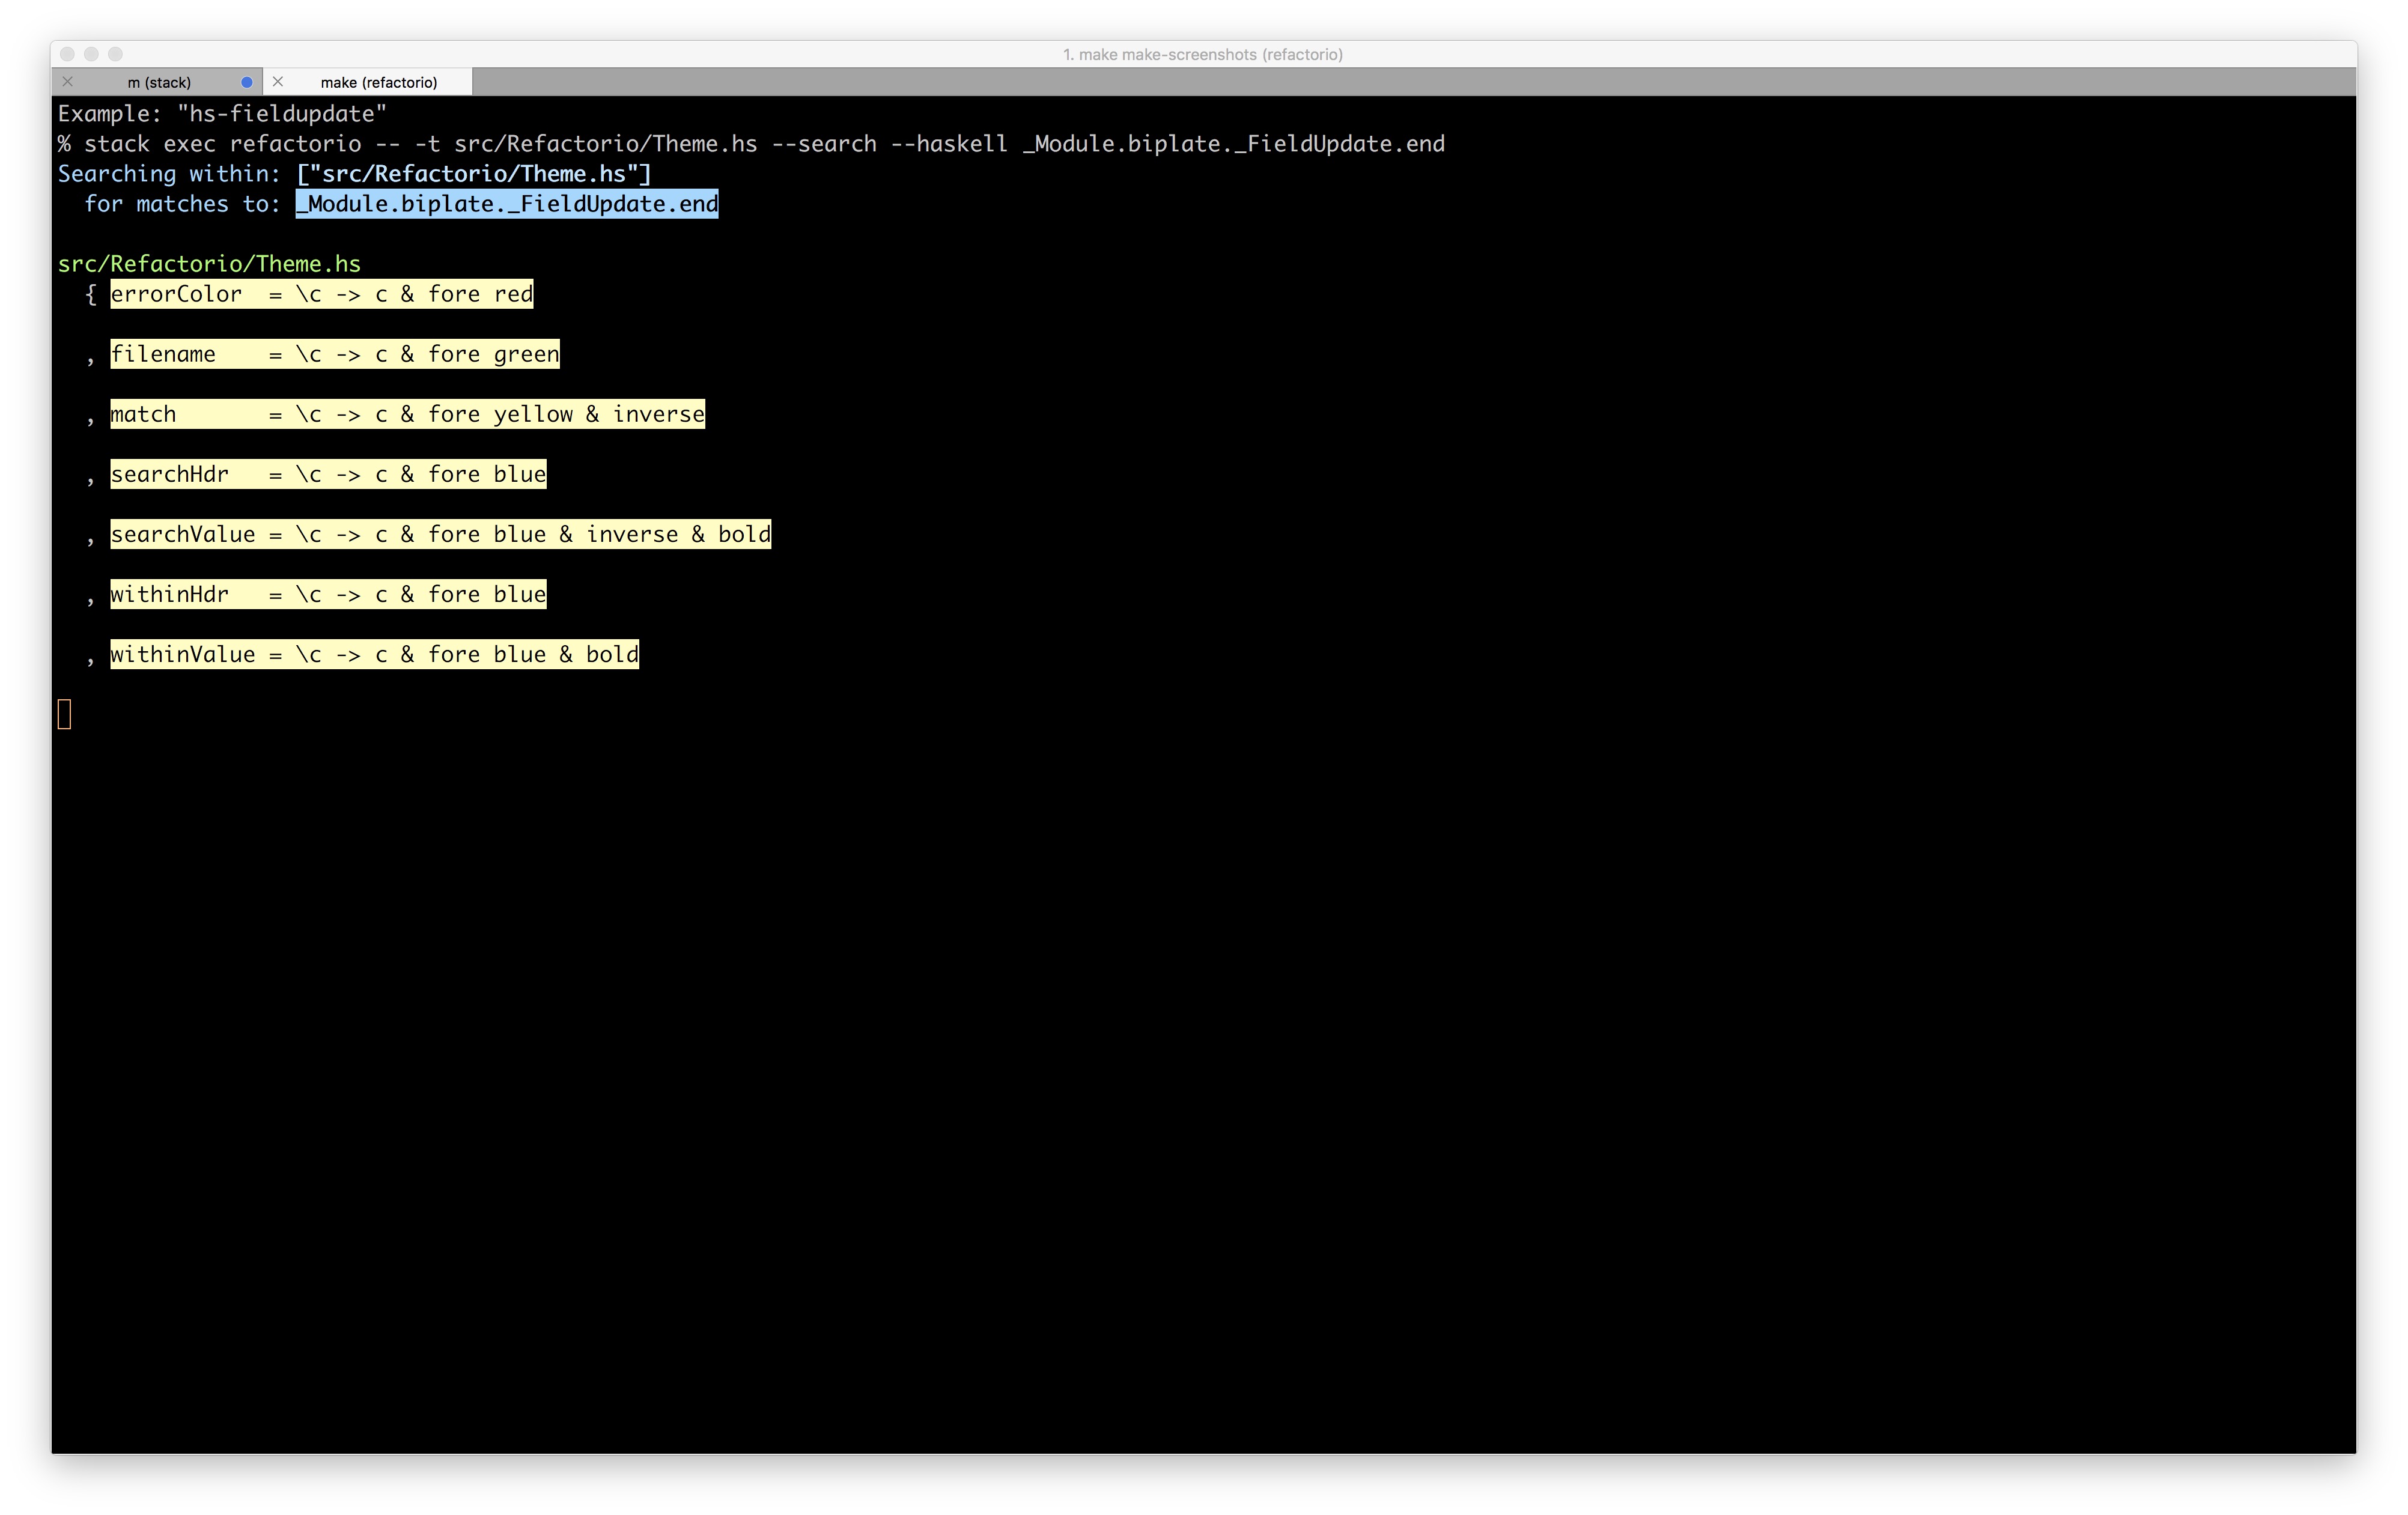 1. make make-screenshots (refactorio)
m (stack) make (refactorio)
Example: "hs-fieldupdate"
% stack exec refactorio -- -t src/Refactorio/Theme.hs --search --haskell _Module.biplate._FieldUpdate.end
Searching within: ["src/Refactorio/Theme.hs"]
  for matches to: _Module.biplate._FieldUpdate.end
src/Refactorio/Theme.hs
  { errorColor  = \c -> c & fore red
  , filename    = \c -> c & fore green
  , match       = \c -> c & fore yellow & inverse
  , searchHdr   = \c -> c & fore blue
  , searchValue = \c -> c & fore blue & inverse & bold
  , withinHdr   = \c -> c & fore blue
  , withinValue = \c -> c & fore blue & bold